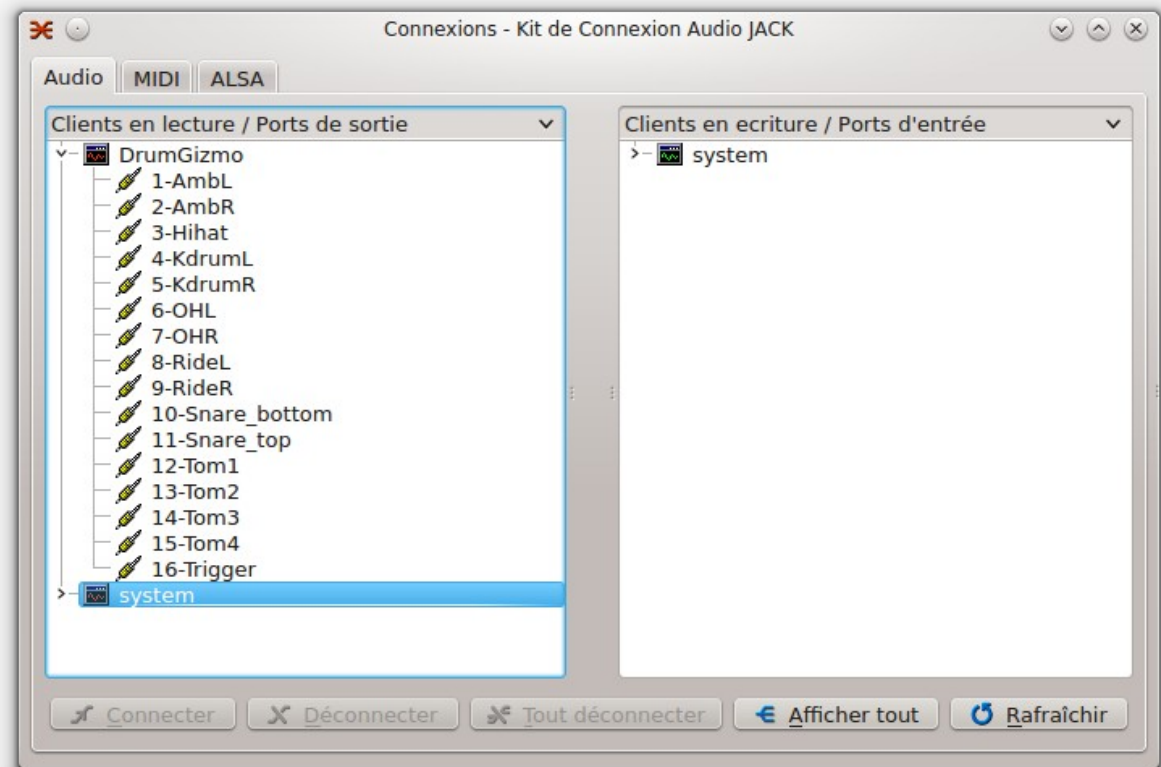 Connexions - Kit de Connexion Audio JACK
Audio MIDI ALSA
Clients en lecture / Ports de sortie
DrumGizmo
1-AmbL
2-AmbR
3-Hihat
4-KdrumL
5-KdrumR
6-OHL
7-OHR
8-RideL
9-RideR
10-Snare_bottom
11-Snare_top
12-Tom1
13-Tom2
14-Tom3
15-Tom4
16-Trigger
system
Clients en ecriture / Ports d'entrée
system
Connecter Déconnecter Tout déconnecter Afficher tout Rafraîchir